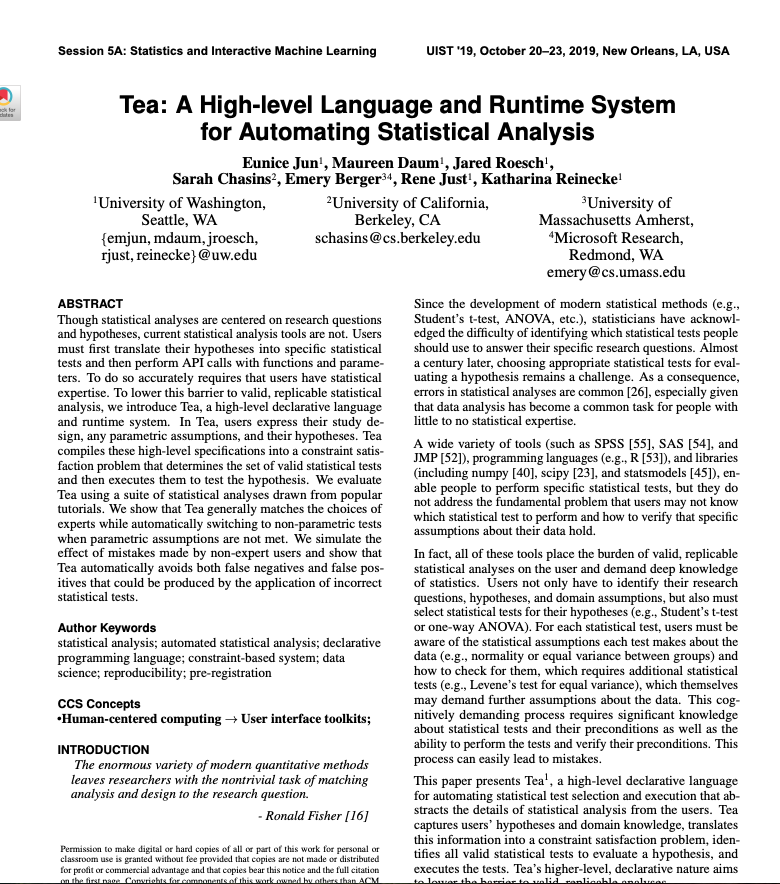 Session 5A: Statistics and Interactive Machine Learning
UIST '19, October 20–23, 2019, New Orleans, LA, USA
Tea: A High-level Language and Runtime System
for Automating Statistical Analysis
Eunice Jun¹, Maureen Daum¹, Jared Roesch¹,
Sarah Chasins², Emery Berger³⁴, Rene Just¹, Katharina Reinecke¹
¹University of Washington,
Seattle, WA
{emjun, mdaum, jroesch,
rjust, reinecke}@uw.edu
²University of California,
Berkeley, CA
schasins@cs.berkeley.edu
³University of
Massachusetts Amherst,
⁴Microsoft Research,
Redmond, WA
emery@cs.umass.edu
ABSTRACT
Though statistical analyses are centered on research questions
and hypotheses, current statistical analysis tools are not. Users
must first translate their hypotheses into specific statistical
tests and then perform API calls with functions and parame-
ters. To do so accurately requires that users have statistical
expertise. To lower this barrier to valid, replicable statistical
analysis, we introduce Tea, a high-level declarative language
and runtime system. In Tea, users express their study de-
sign, any parametric assumptions, and their hypotheses. Tea
compiles these high-level specifications into a constraint satis-
faction problem that determines the set of valid statistical tests
and then executes them to test the hypothesis. We evaluate
Tea using a suite of statistical analyses drawn from popular
tutorials. We show that Tea generally matches the choices of
experts while automatically switching to non-parametric tests
when parametric assumptions are not met. We simulate the
effect of mistakes made by non-expert users and show that
Tea automatically avoids both false negatives and false pos-
itives that could be produced by the application of incorrect
statistical tests.
Author Keywords
statistical analysis; automated statistical analysis; declarative
programming language; constraint-based system; data
science; reproducibility; pre-registration
CCS Concepts
•Human-centered computing → User interface toolkits;
INTRODUCTION
The enormous variety of modern quantitative methods
leaves researchers with the nontrivial task of matching
analysis and design to the research question.
- Ronald Fisher [16]
Permission to make digital or hard copies of all or part of this work for personal or
classroom use is granted without fee provided that copies are not made or distributed
for profit or commercial advantage and that copies bear this notice and the full citation
on the first page. Copyrights for components of this work owned by others than ACM
Since the development of modern statistical methods (e.g.,
Student's t-test, ANOVA, etc.), statisticians have acknowl-
edged the difficulty of identifying which statistical tests people
should use to answer their specific research questions. Almost
a century later, choosing appropriate statistical tests for eval-
uating a hypothesis remains a challenge. As a consequence,
errors in statistical analyses are common [26], especially given
that data analysis has become a common task for people with
little to no statistical expertise.
A wide variety of tools (such as SPSS [55], SAS [54], and
JMP [52]), programming languages (e.g., R [53]), and libraries
(including numpy [40], scipy [23], and statsmodels [45]), en-
able people to perform specific statistical tests, but they do
not address the fundamental problem that users may not know
which statistical test to perform and how to verify that specific
assumptions about their data hold.
In fact, all of these tools place the burden of valid, replicable
statistical analyses on the user and demand deep knowledge
of statistics. Users not only have to identify their research
questions, hypotheses, and domain assumptions, but also must
select statistical tests for their hypotheses (e.g., Student's t-test
or one-way ANOVA). For each statistical test, users must be
aware of the statistical assumptions each test makes about the
data (e.g., normality or equal variance between groups) and
how to check for them, which requires additional statistical
tests (e.g., Levene's test for equal variance), which themselves
may demand further assumptions about the data. This cog-
nitively demanding process requires significant knowledge
about statistical tests and their preconditions as well as the
ability to perform the tests and verify their preconditions. This
process can easily lead to mistakes.
This paper presents Tea¹, a high-level declarative language
for automating statistical test selection and execution that ab-
stracts the details of statistical analysis from the users. Tea
captures users' hypotheses and domain knowledge, translates
this information into a constraint satisfaction problem, iden-
tifies all valid statistical tests to evaluate a hypothesis, and
executes the tests. Tea's higher-level, declarative nature aims
to lower the barrier to valid, replicable analyses.